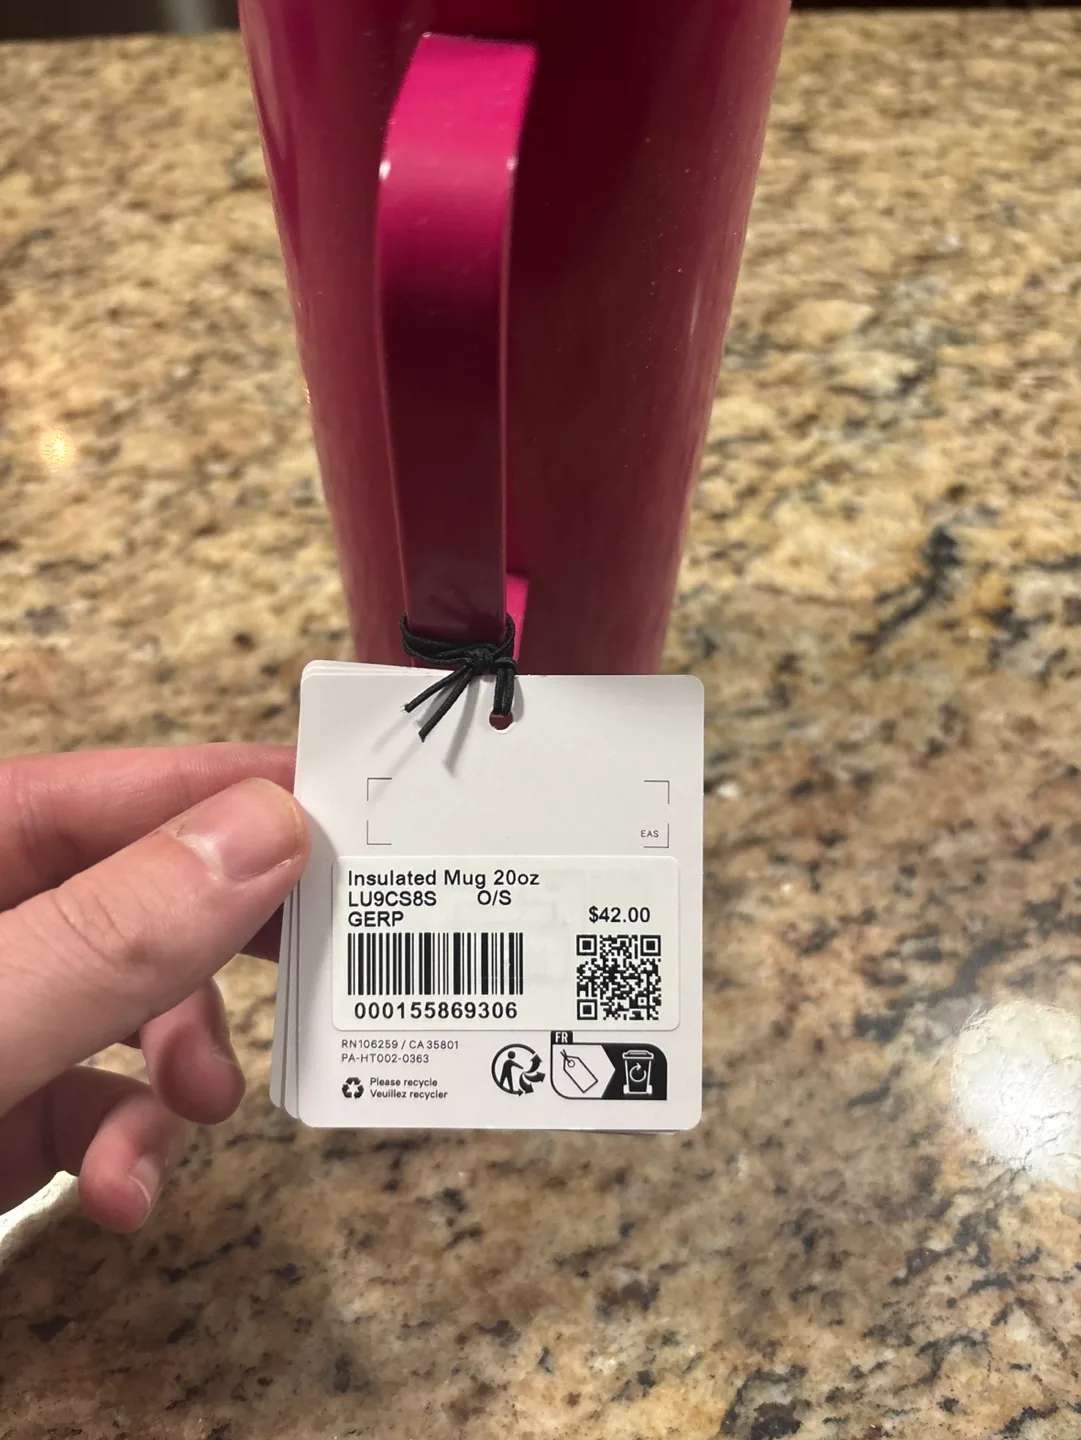 EAS
Insulated Mug 20oz
LU9CS8S O/S
GERP
$42.00
000155869306
RN106259 / CA35801
PA-HT002-0363
FR
Please recycle
Veuillez recycler